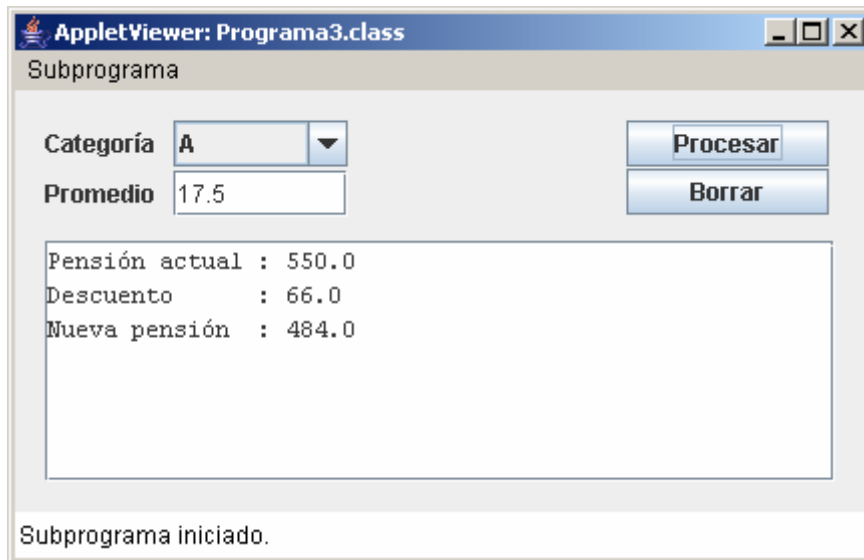 AppletViewer: Programa3.class
Subprograma
Categoría A Procesar
Promedio 17.5 Borrar
Pensión actual : 550.0
Descuento : 66.0
Nueva pensión : 484.0
Subprograma iniciado.